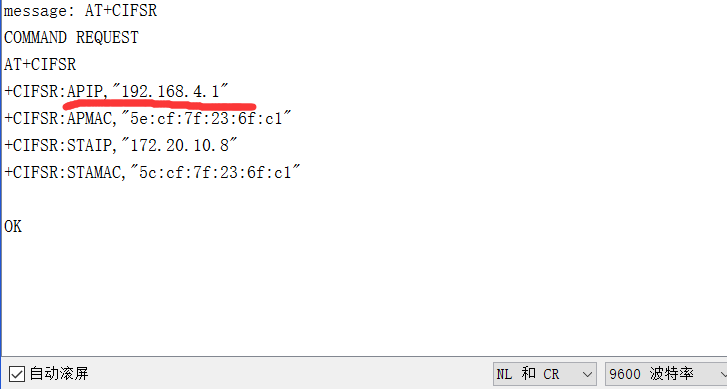 message: AT+CIFSR
COMMAND REQUEST
AT+CIFSR
+CIFSR:APIP,"192.168.4.1"
+CIFSR:APMAC,"5e:cf:7f:23:6f:c1"
+CIFSR:STAIP,"172.20.10.8"
+CIFSR:STAMAC,"5c:cf:7f:23:6f:c1"
OK
自动滚屏 NL 和 CR 9600 波特率